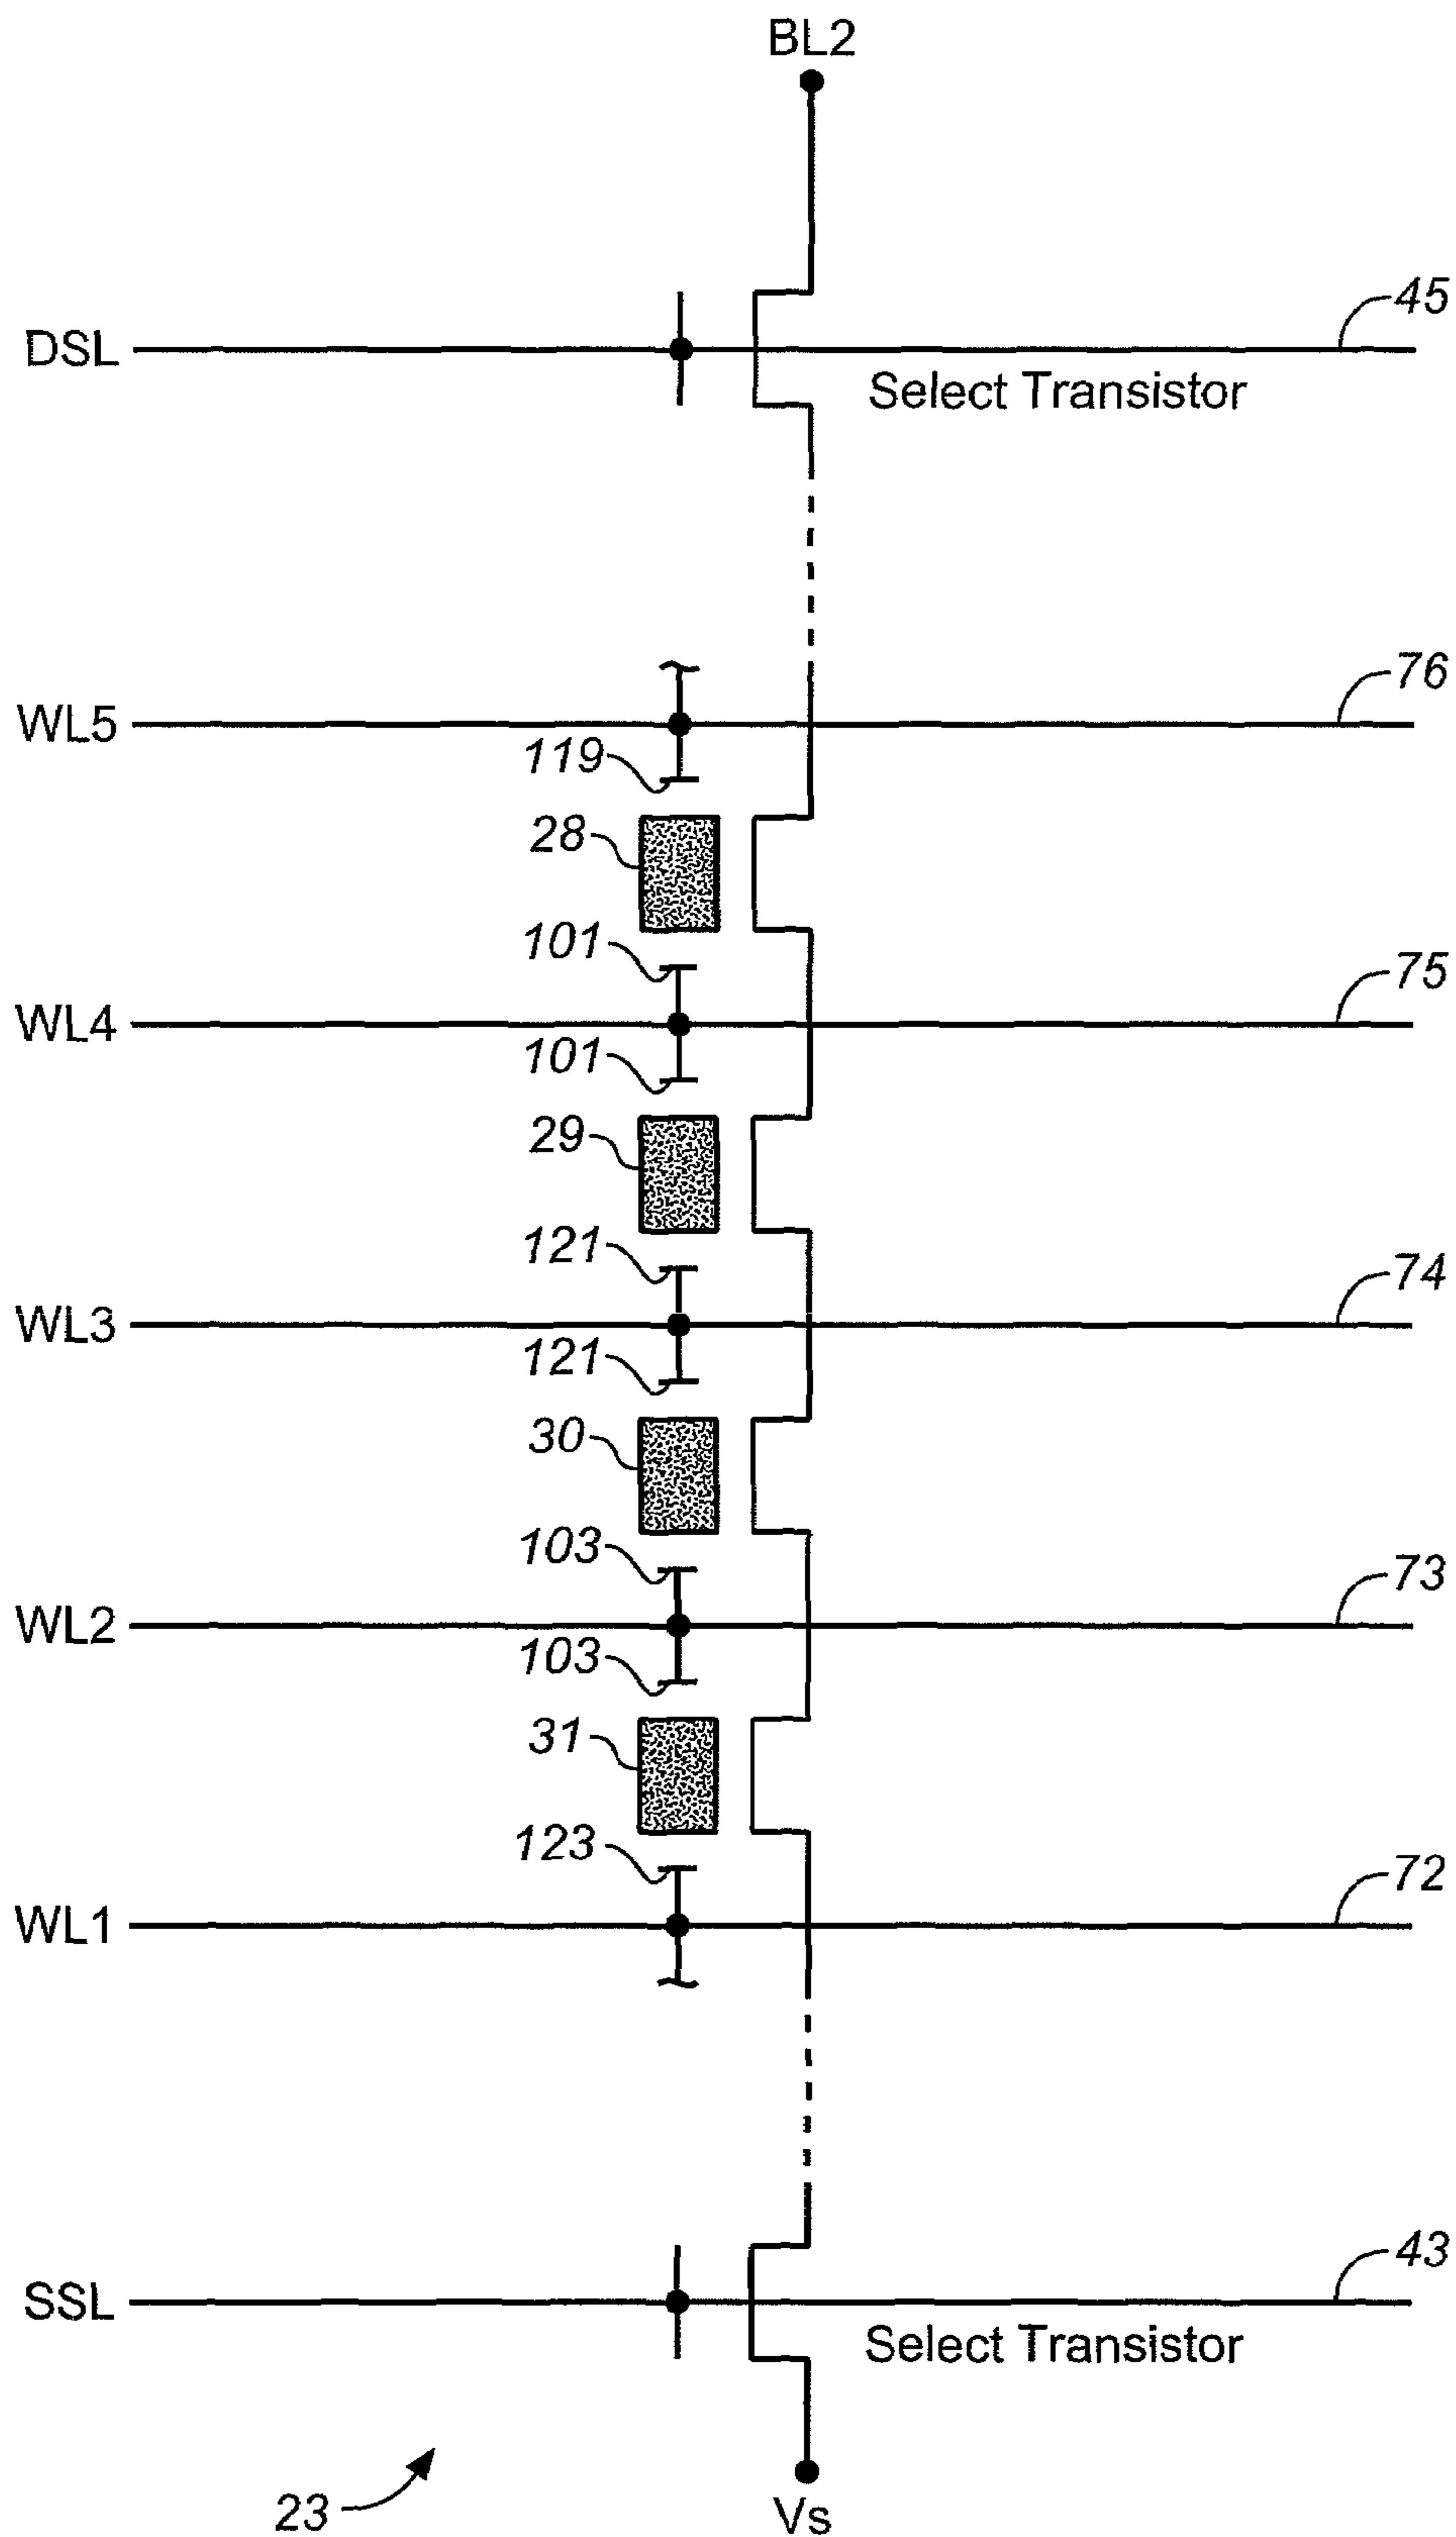 BL2
45
DSL
Select Transistor
76
WL5
119
28
101
75
WL4
101
29
121
74
WL3
121
30
103
73
WL2
103
31
123
72
WL1
43
SSL
Select Transistor
23
Vs